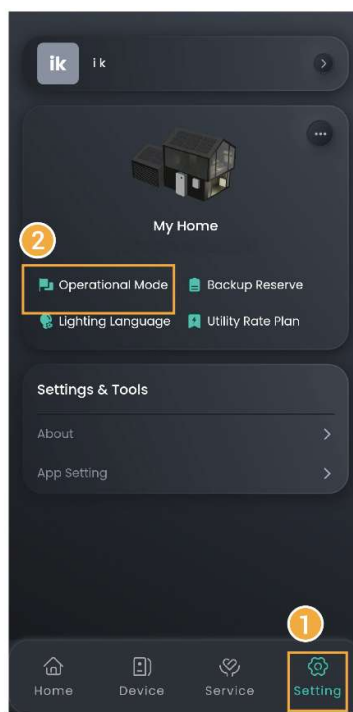 ik i k
My Home
2
Operational Mode Backup Reserve
Lighting Language Utility Rate Plan
Settings & Tools
About
App Setting
1
Home Device Service Setting